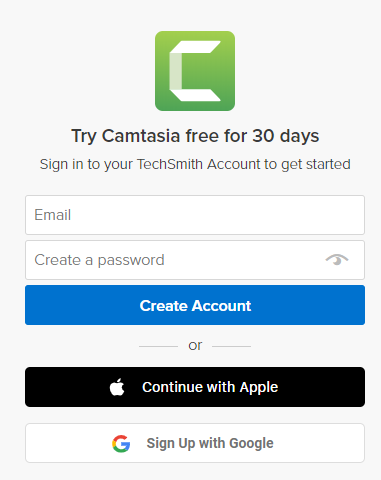 Try Camtasia free for 30 days
Sign in to your TechSmith Account to get started
Email
Create a password
Create Account
or
Continue with Apple
Sign Up with Google